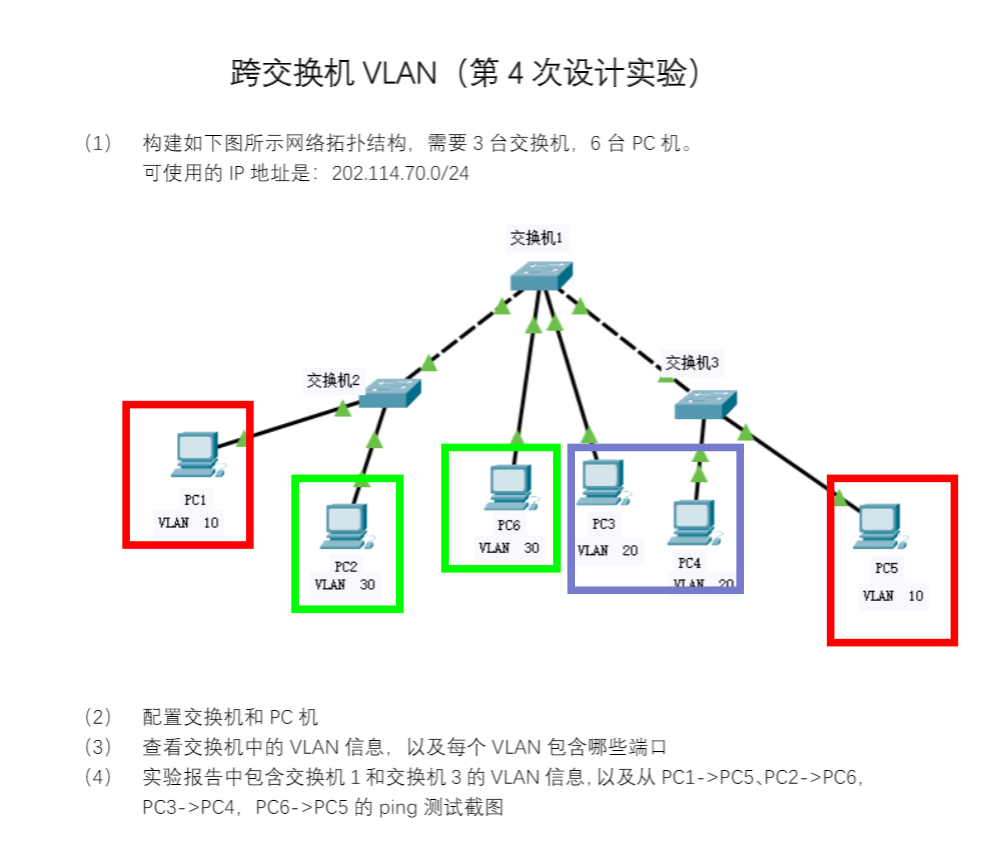 跨交换机 VLAN（第 4 次设计实验）
（1） 构建如下图所示网络拓扑结构，需要 3 台交换机，6 台 PC 机。
可使用的 IP 地址是：202.114.70.0/24
交换机1
交换机3
交换机2
PC1
VLAN 10
PC2
VLAN 30
PC6
VLAN 30
PC3
VLAN 20
PC4
VLAN 20
PC5
VLAN 10
（2） 配置交换机和 PC 机
（3） 查看交换机中的 VLAN 信息，以及每个 VLAN 包含哪些端口
（4） 实验报告中包含交换机 1 和交换机 3 的 VLAN 信息, 以及从 PC1->PC5、PC2->PC6,
PC3->PC4，PC6->PC5 的 ping 测试截图